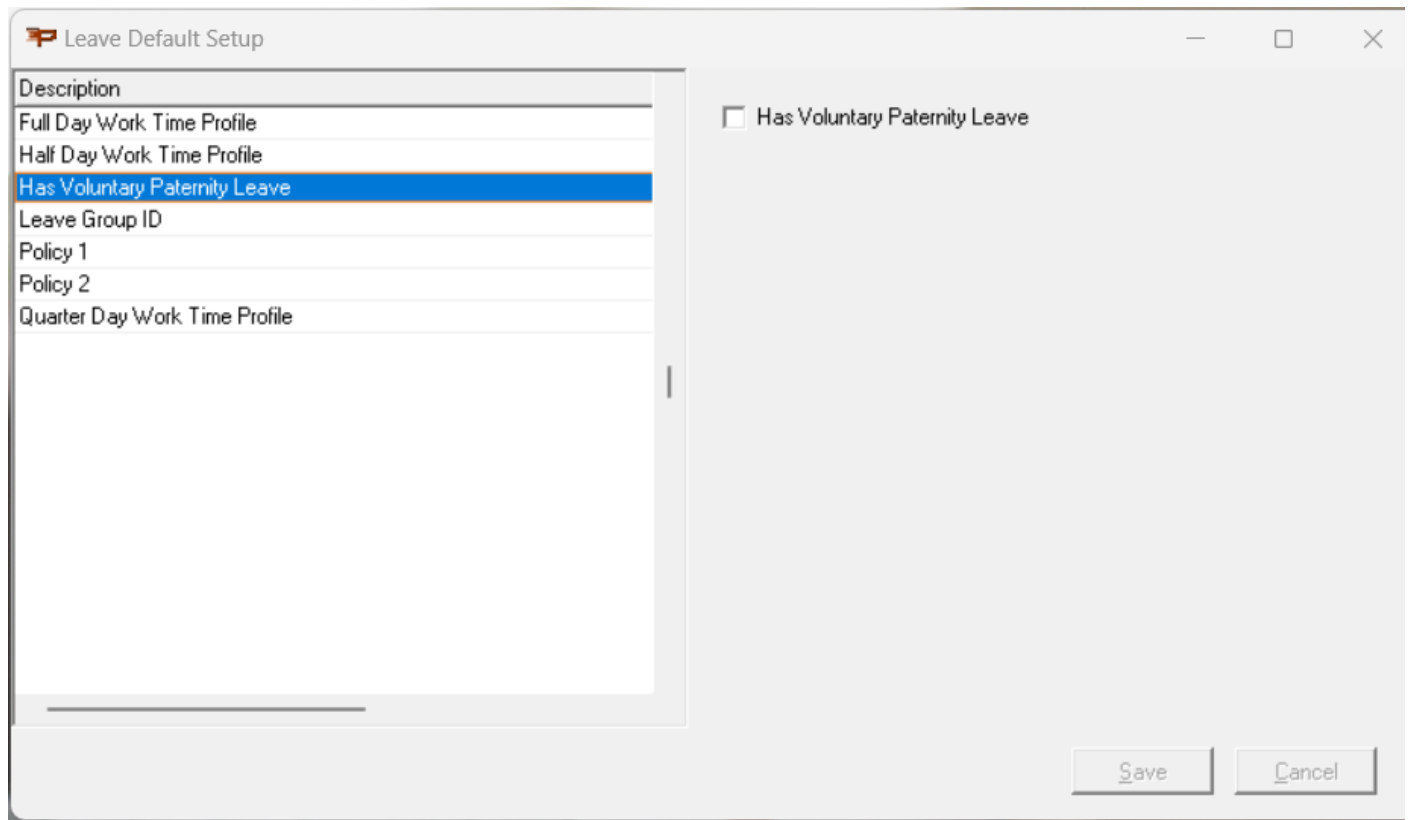 Leave Default Setup
Description
Full Day Work Time Profile
Half Day Work Time Profile
Has Voluntary Paternity Leave
Leave Group ID
Policy 1
Policy 2
Quarter Day Work Time Profile
Has Voluntary Paternity Leave
Save Cancel